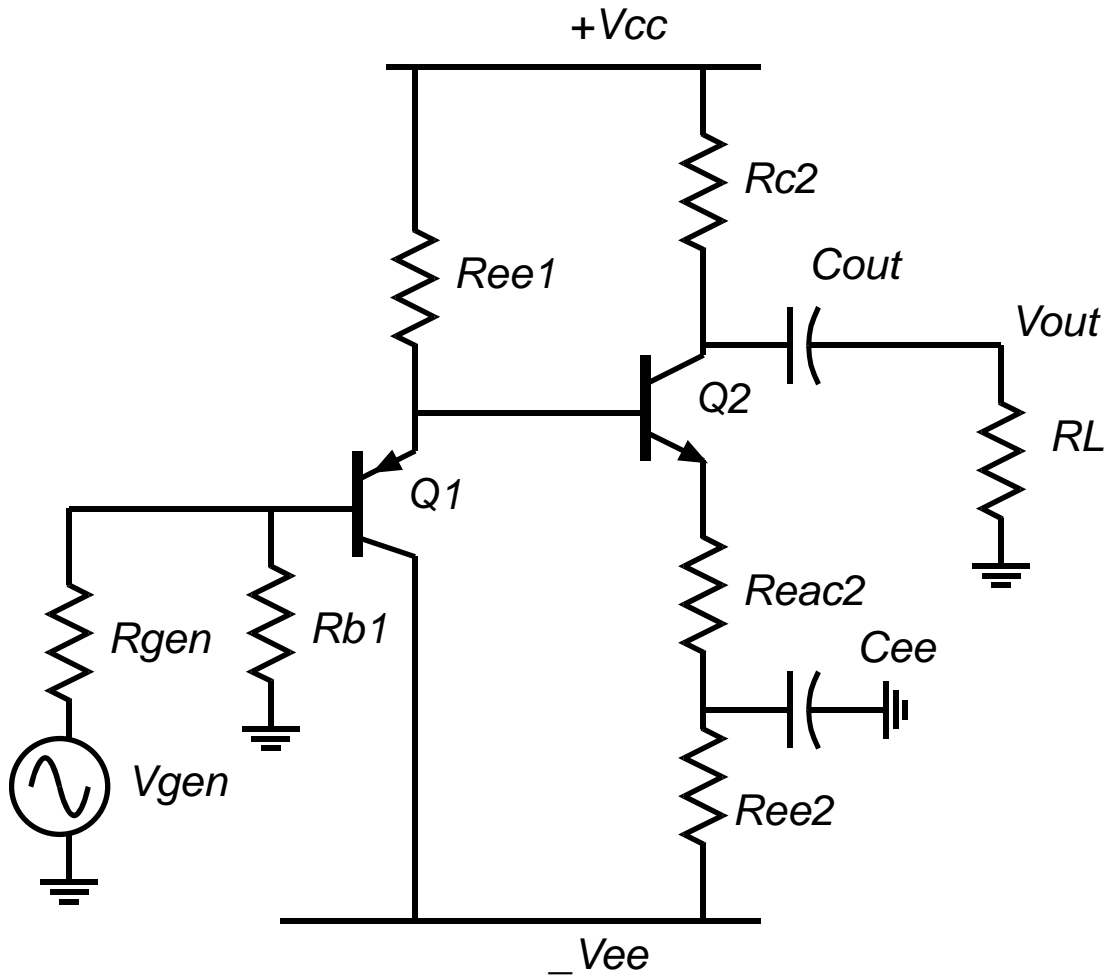 +Vcc
Rc2
Ree1
Cout
Vout
Q2
RL
Q1
Reac2
Rgen
Rb1
Cee
Vgen
Ree2
_Vee